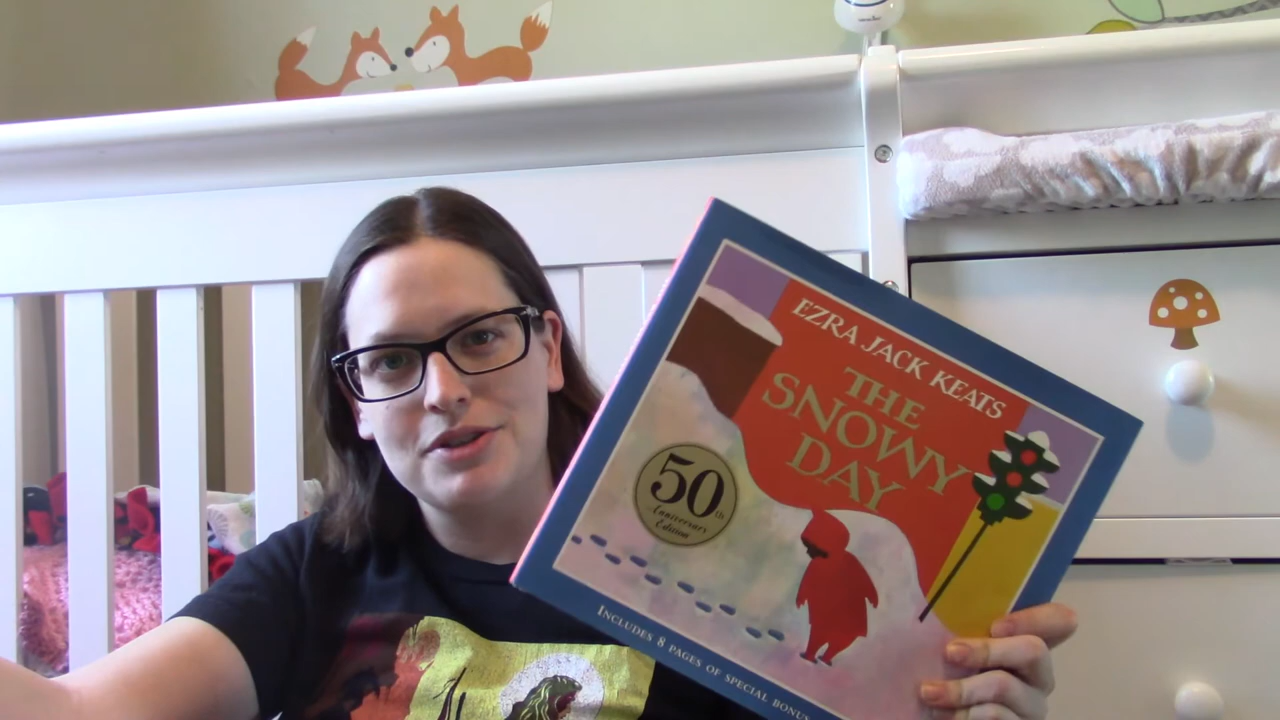 EZRA JACK KEATS
THE
SNOWY
DAY
50th
Anniversary
Edition
INCLUDES 8 PAGES OF SPECIAL BONUS